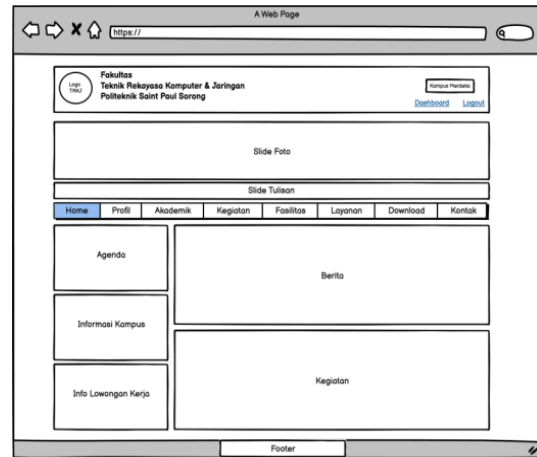 A Web Page
https://
Logo
TRKJ
Fakultas
Teknik Rekayasa Komputer & Jaringan
Politeknik Saint Paul Sorong
Kampus Merdeka
Dashboard Logout
Slide Foto
Slide Tulisan
Home Profil Akademik Kegiatan Fasilitas Layanan Download Kontak
Agenda
Berita
Informasi Kampus
Kegiatan
Info Lowongan Kerja
Footer